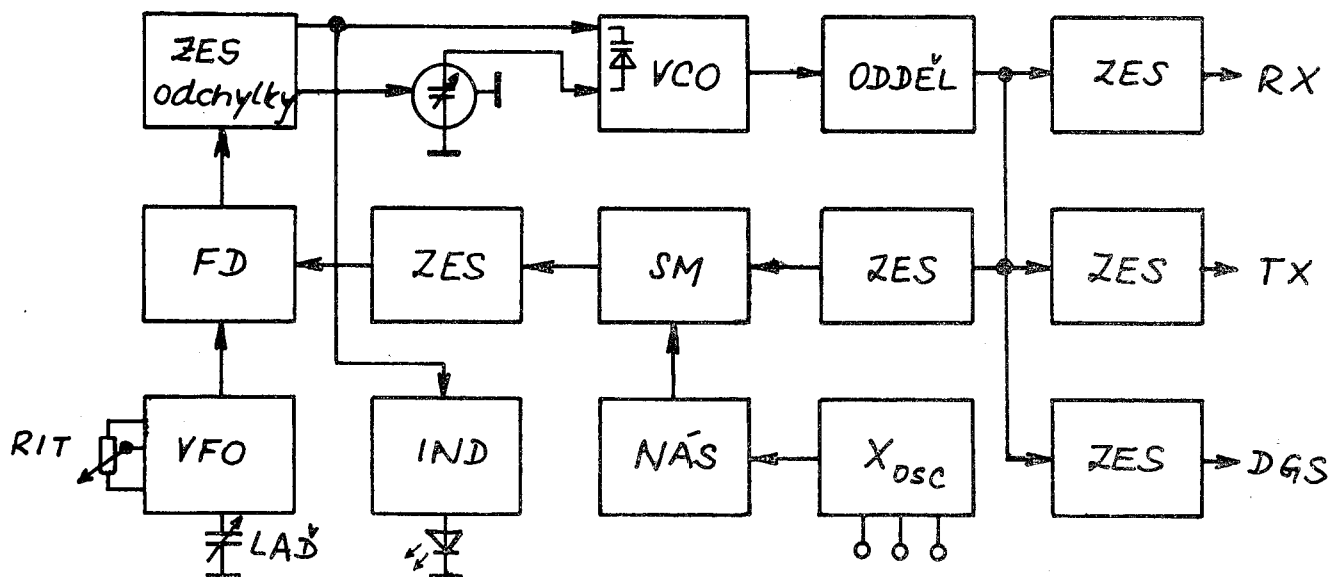 ZES
odchylky
VCO
ODDĚL
ZES
RX
FD
ZES
SM
ZES
ZES
TX
RIT
VFO
IND
NÁS
XOSC
ZES
DGS
LAĎ